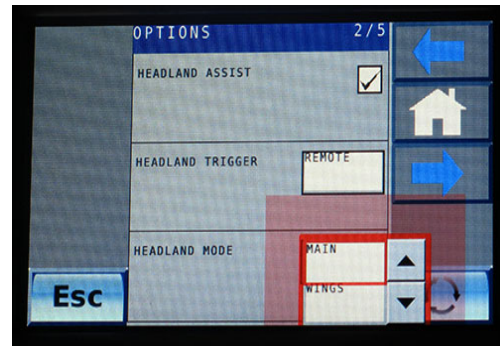 OPTIONS 2/5
HEADLAND ASSIST
HEADLAND TRIGGER REMOTE
HEADLAND MODE MAIN
WINGS
Esc